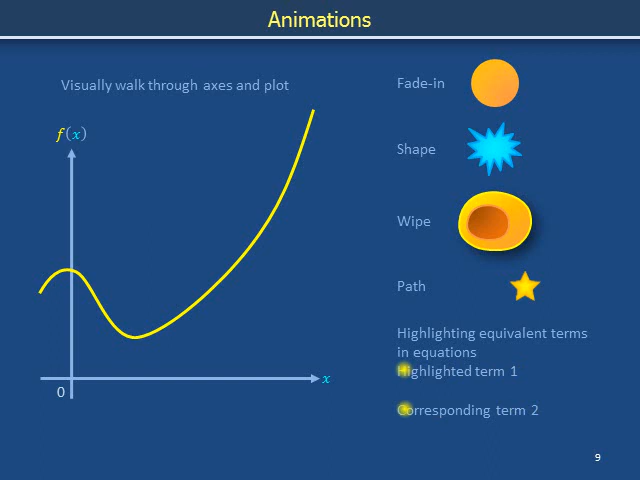 Animations
Visually walk through axes and plot
f(x)
x
0
Fade-in
Shape
Wipe
Path
Highlighting equivalent terms
in equations
Highlighted term 1
Corresponding term 2
9